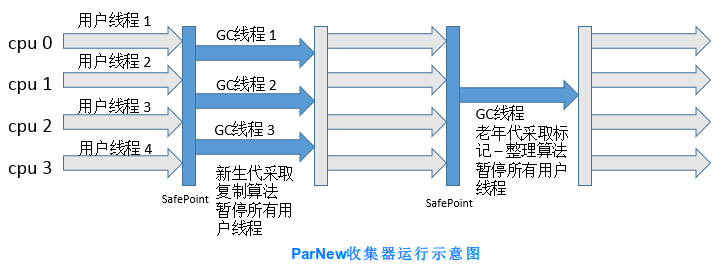 用户线程 1
cpu 0
GC线程 1
用户线程 2
cpu 1
GC线程 2
用户线程 3
cpu 2
GC线程 3
用户线程 4
cpu 3
SafePoint
新生代采取
复制算法
暂停所有用
户线程
SafePoint
GC线程
老年代采取标
记–整理算法
暂停所有用户
线程
ParNew收集器运行示意图